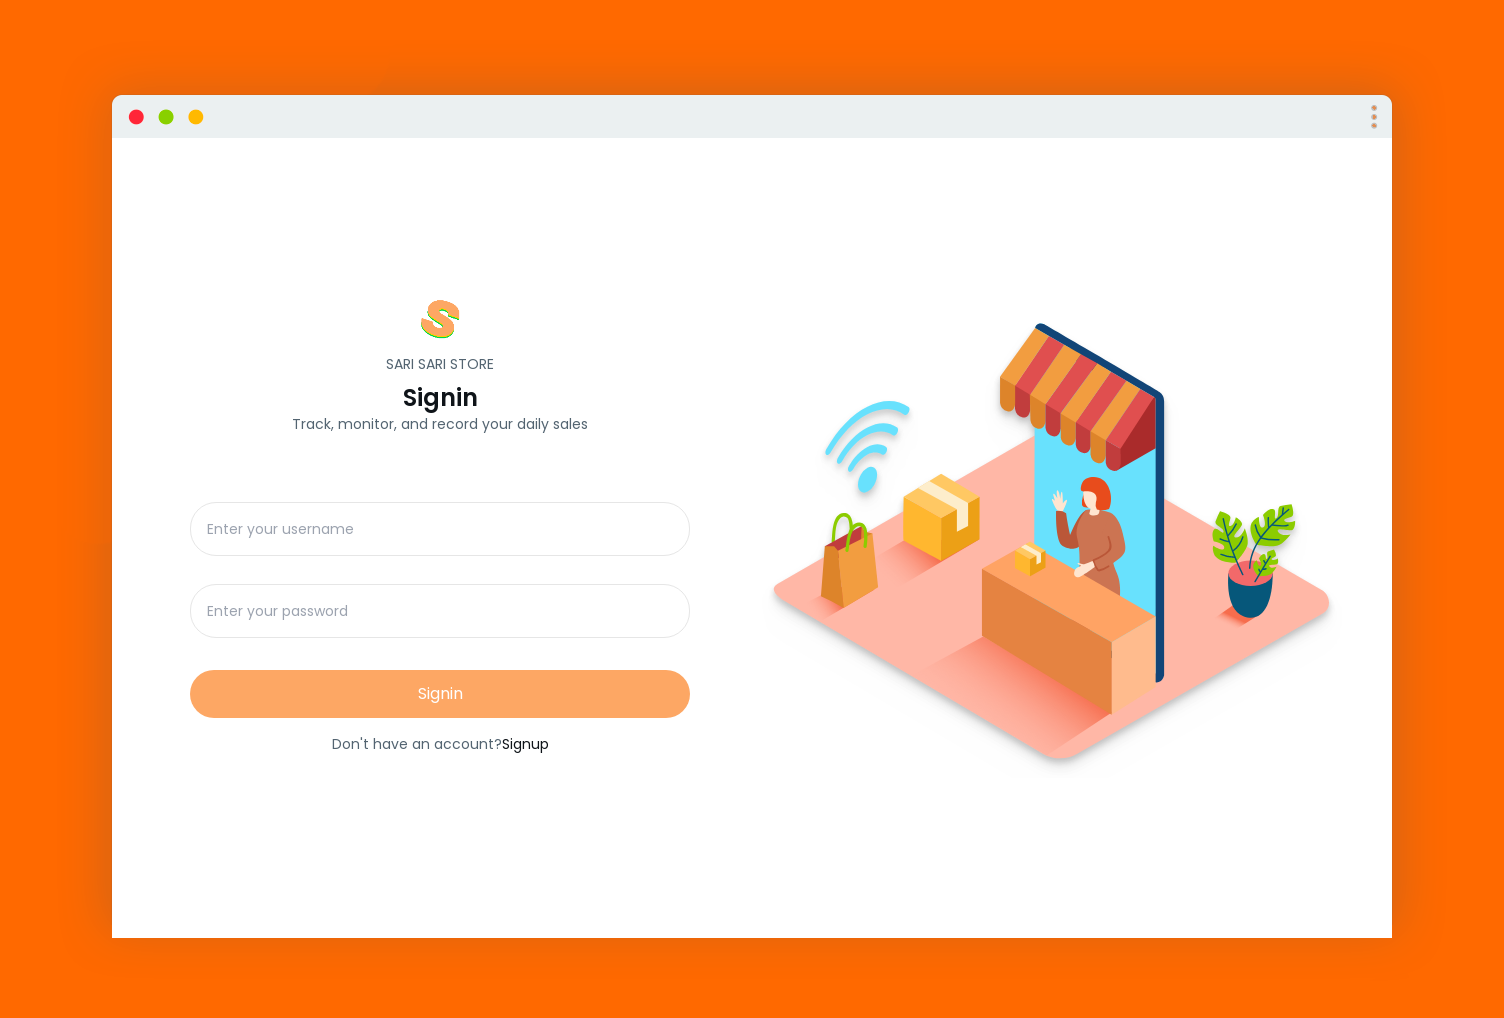 S
SARI SARI STORE
Signin
Track, monitor, and record your daily sales
Enter your username
Enter your password
Signin
Don't have an account?Signup